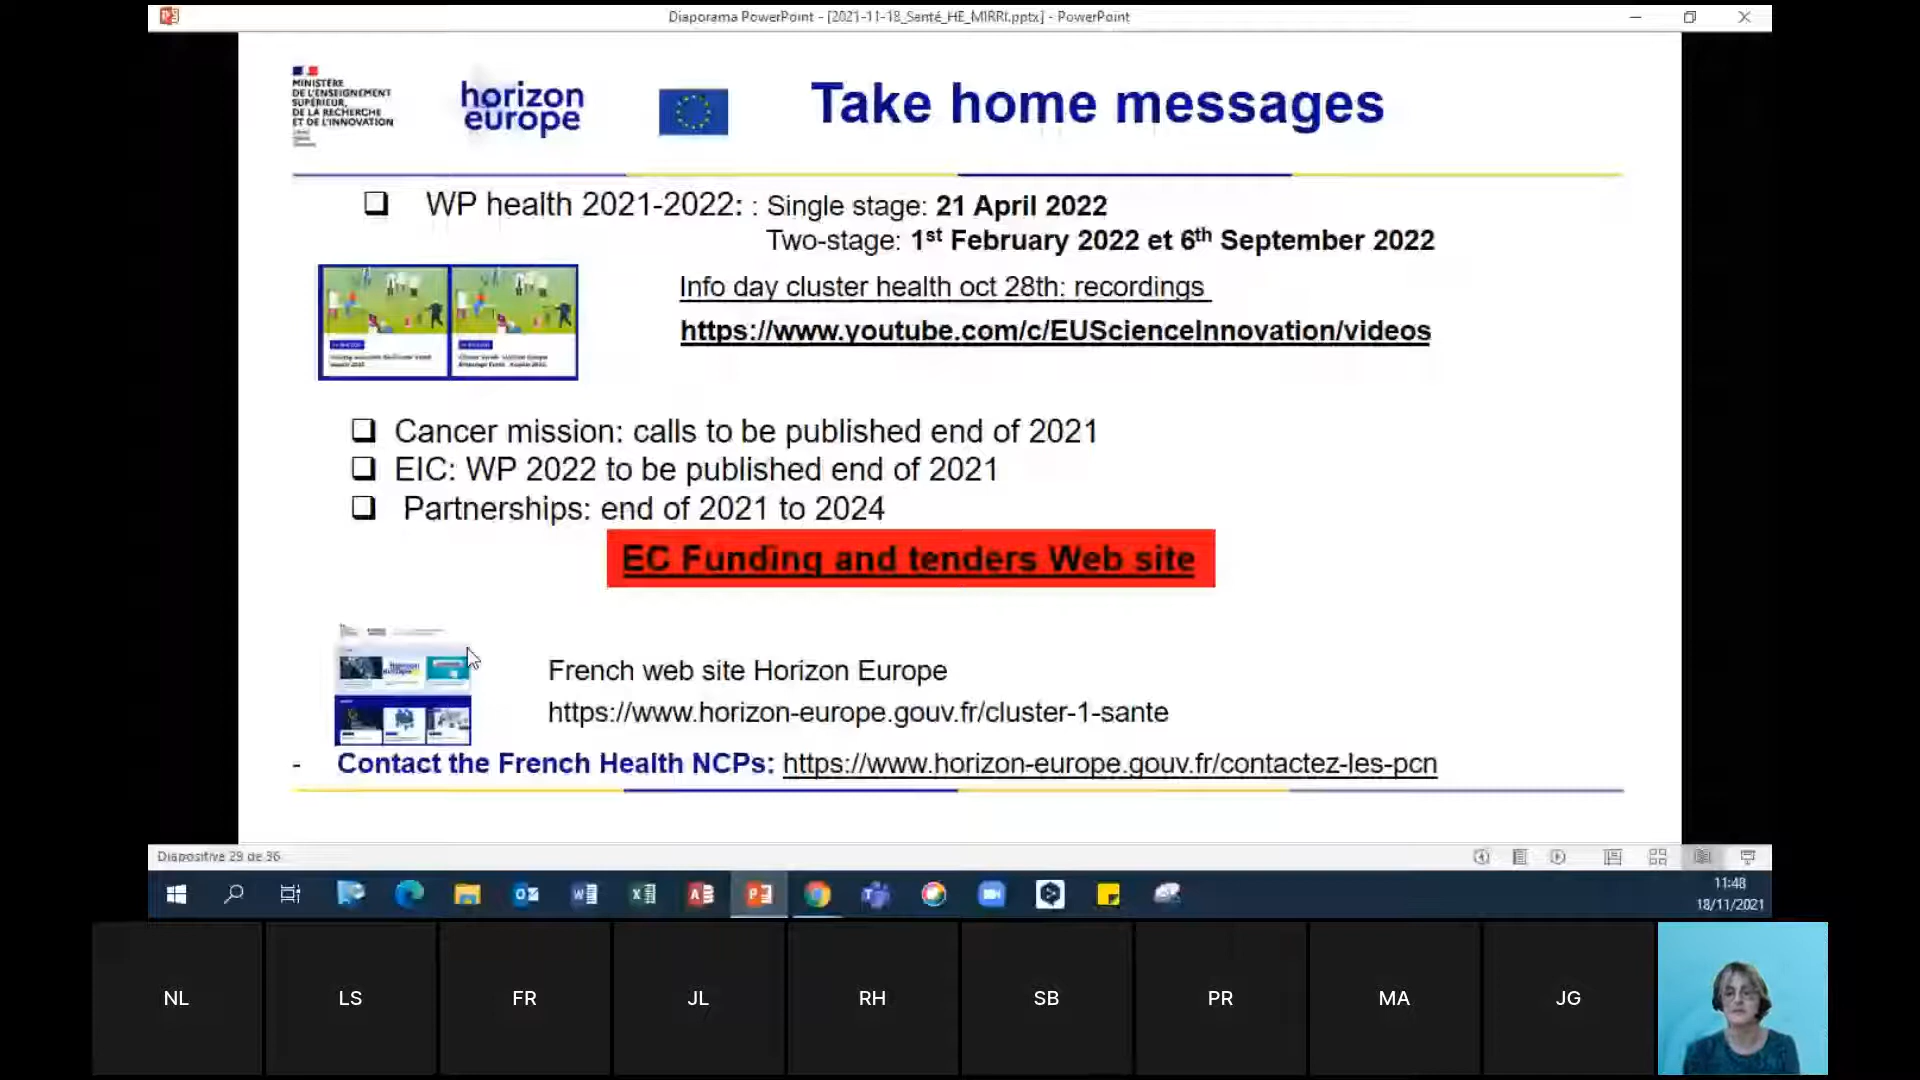 Diaporama PowerPoint - [2021-11-18_Santé_HE_MIRRI.pptx] - PowerPoint
MINISTÈRE
DE L'ENSEIGNEMENT
SUPÉRIEUR,
DE LA RECHERCHE
ET DE L'INNOVATION
horizon
europe
Take home messages
WP health 2021-2022: : Single stage: 21 April 2022
Two-stage: 1st February 2022 et 6th September 2022
Info day cluster health oct 28th: recordings
https://www.youtube.com/c/EUScienceInnovation/videos
Cancer mission: calls to be published end of 2021
EIC: WP 2022 to be published end of 2021
Partnerships: end of 2021 to 2024
EC Funding and tenders Web site
French web site Horizon Europe
https://www.horizon-europe.gouv.fr/cluster-1-sante
- Contact the French Health NCPs: https://www.horizon-europe.gouv.fr/contactez-les-pcn
Diapositive 29 de 36
11:48
18/11/2021
NL
LS
FR
JL
RH
SB
PR
MA
JG